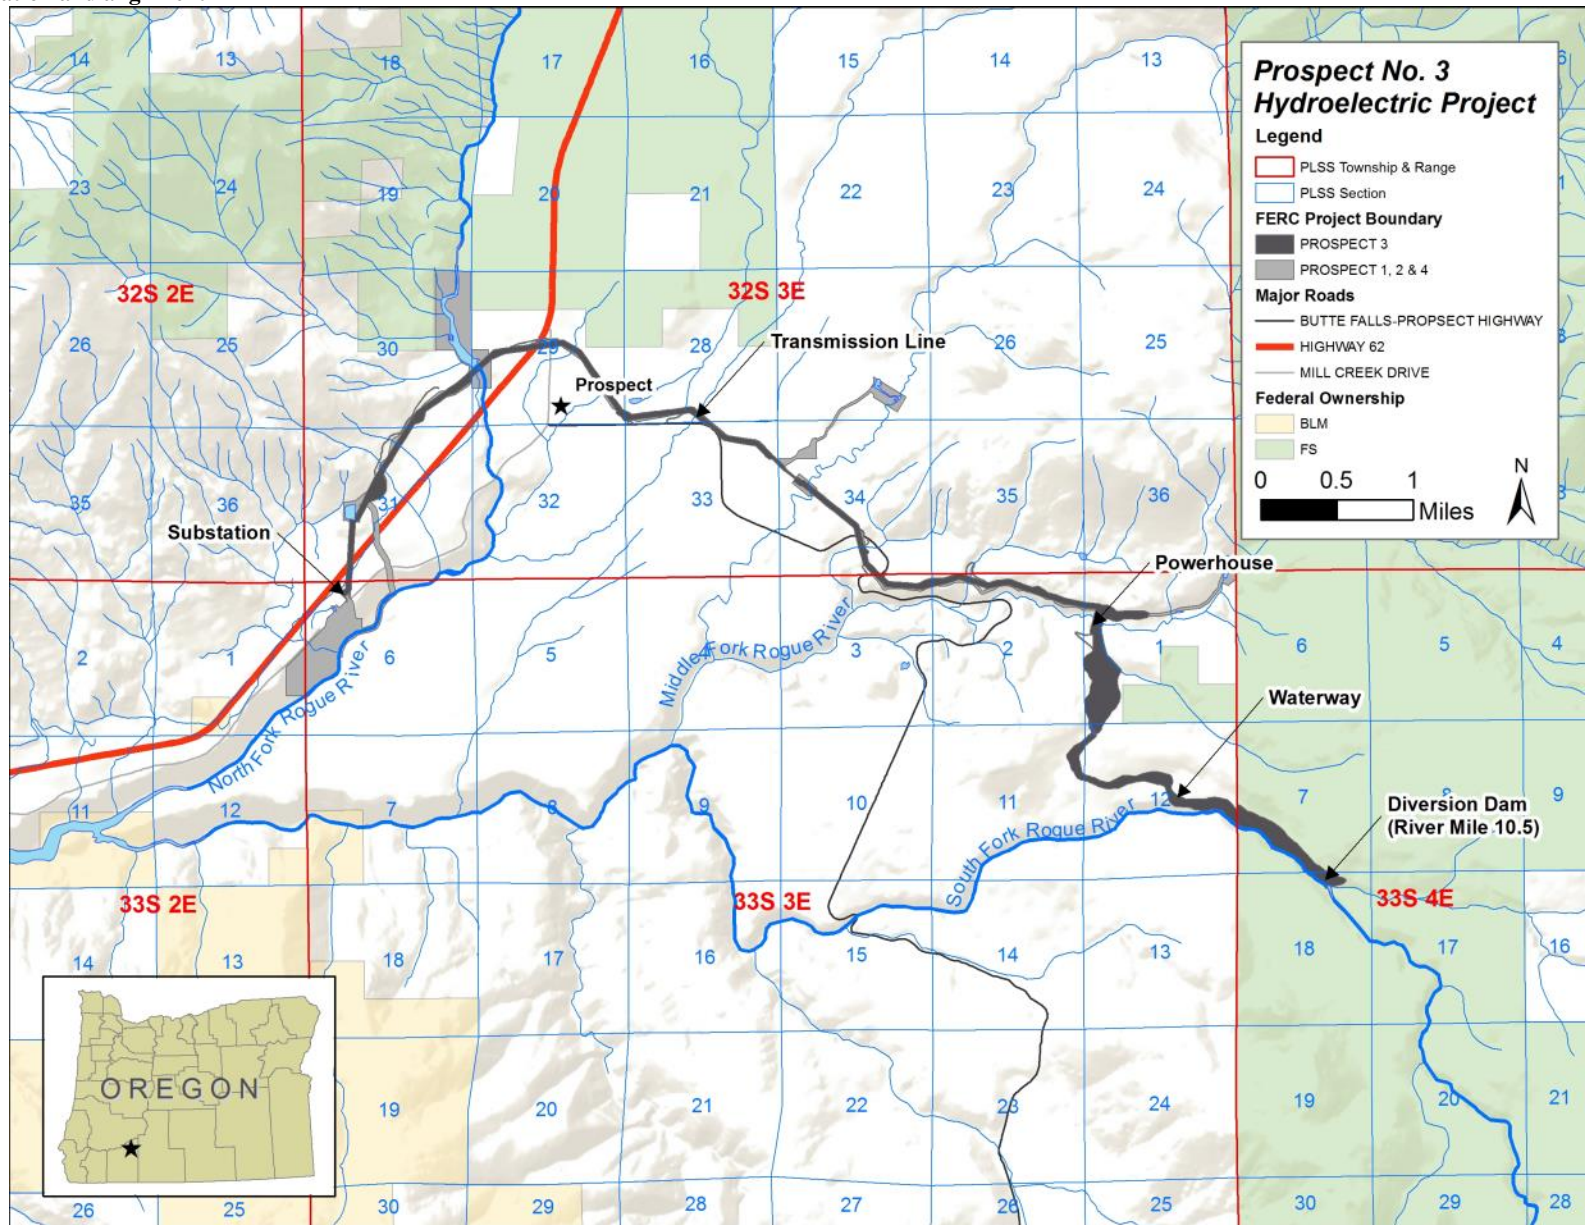 Prospect No. 3
Hydroelectric Project
Legend
PLSS Township & Range
PLSS Section
FERC Project Boundary
PROSPECT 3
PROSPECT 1, 2 & 4
Major Roads
BUTTE FALLS-PROPSECT HIGHWAY
HIGHWAY 62
MILL CREEK DRIVE
Federal Ownership
BLM
FS
0 0.5 1
Miles
N
14 13 18 17 16 15 14 13
23 24 19 20 21 22 23 24
32S 2E 32S 3E
26 25 30 29 28 26 25
Transmission Line
Prospect
35 36 31 32 33 34 35 36
Substation
Powerhouse
2 1 6 5 4 3 2 1 6 5 4
Middle Fork Rogue River
North Fork Rogue River
Waterway
11 12 7 8 9 10 11 12 7 8 9
South Fork Rogue River
Diversion Dam
(River Mile 10.5)
33S 2E 33S 3E 33S 4E
14 13 18 17 16 15 14 13 18 17 16
OREGON
19 20 21 22 23 24 19 20 21
26 25 30 29 28 27 26 25 30 29 28